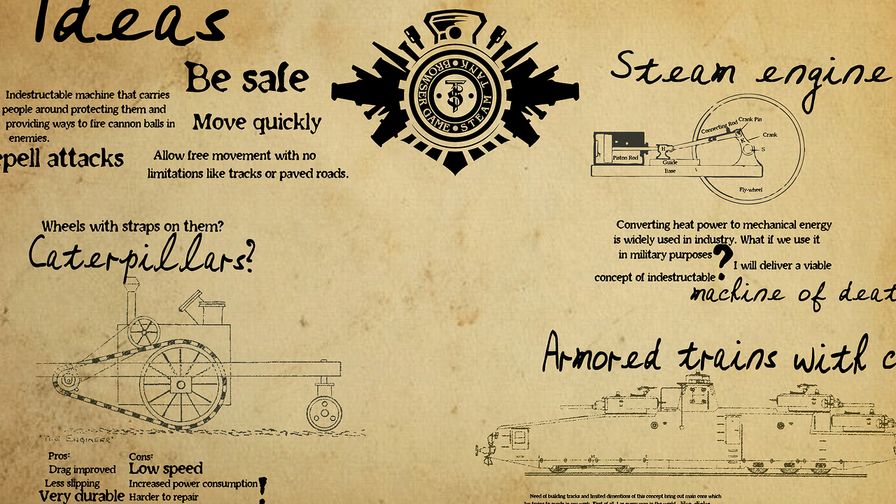 Ideas
Be safe
Indestructable machine that carries
people around protecting them and
providing ways to fire cannon balls in
enemies.
Move quickly
epell attacks
Allow free movement with no
limitations like tracks or paved roads.
BROWSER GAME • STEAM TANK •
Steam engine
Connecting Rod
Crank Pin
Crank
Piston Rod
H
S
Guide
Base
Fly-wheel
Converting heat power to mechanical energy
is widely used in industry. What if we use it
in military purposes?
I will deliver a viable
concept of indestructable
machine of deat
Wheels with straps on them?
Caterpillars?
Pros:
Drag improved
Less slipping
Very durable
Cons:
Low speed
Increased power consumption!
Harder to repair
Armored trains with c
Need of building tracks and limited dimentions of this concept bring out main cons which